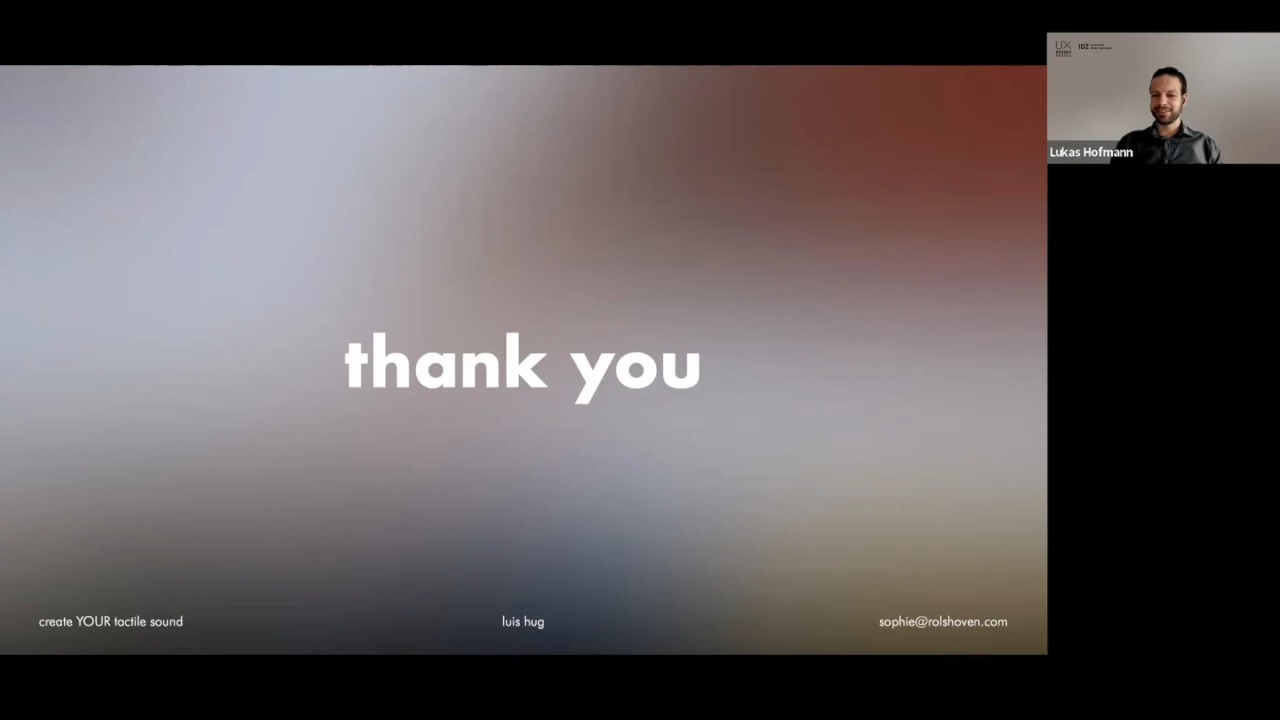 UX
IDZ
Lukas Hofmann
thank you
create YOUR tactile sound
luis hug
sophie@rolshoven.com